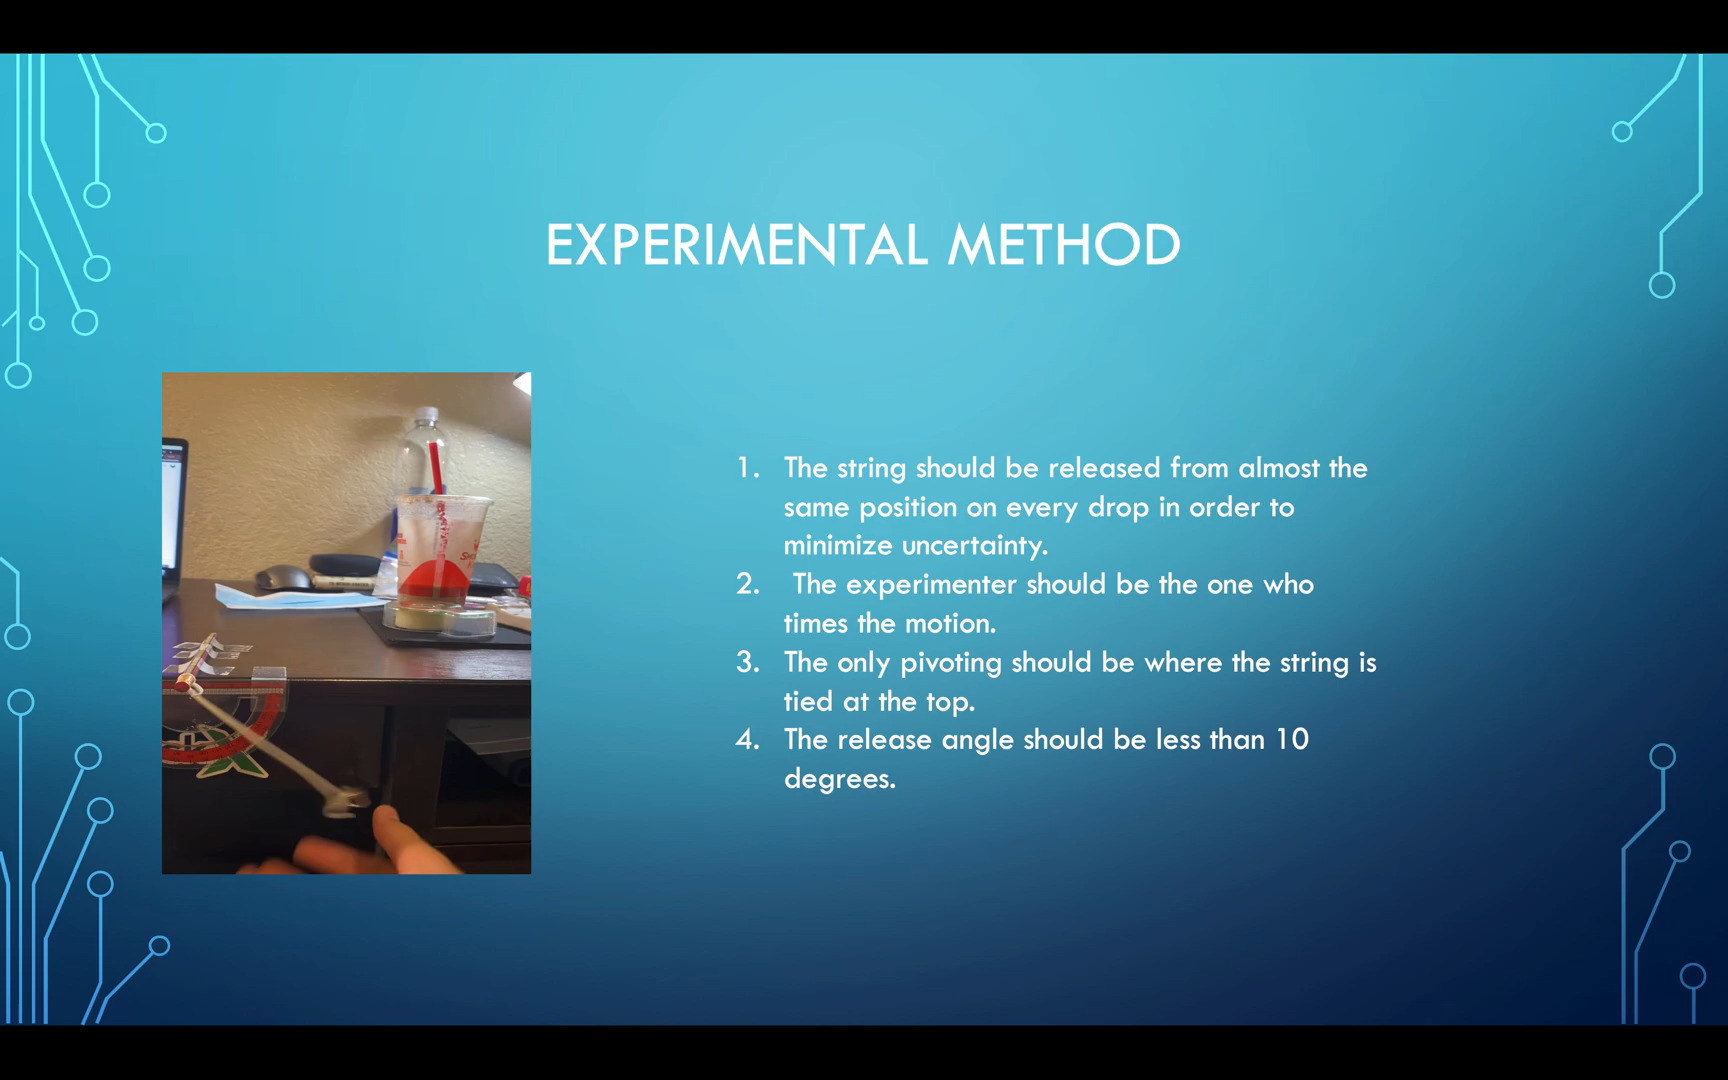 EXPERIMENTAL METHOD
1. The string should be released from almost the
same position on every drop in order to
minimize uncertainty.
2. The experimenter should be the one who
times the motion.
3. The only pivoting should be where the string is
tied at the top.
4. The release angle should be less than 10
degrees.